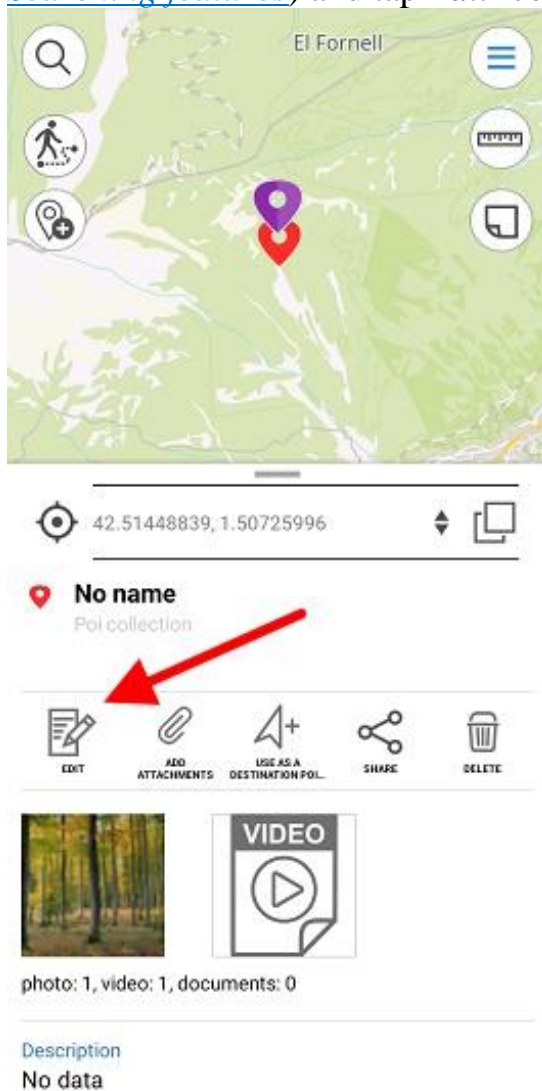 El Fornell
42.51448839, 1.50725996
No name
Poi collection
EDIT
ADD
ATTACHMENTS
USE AS A
DESTINATION POI...
SHARE
DELETE
VIDEO
photo: 1, video: 1, documents: 0
Description
No data